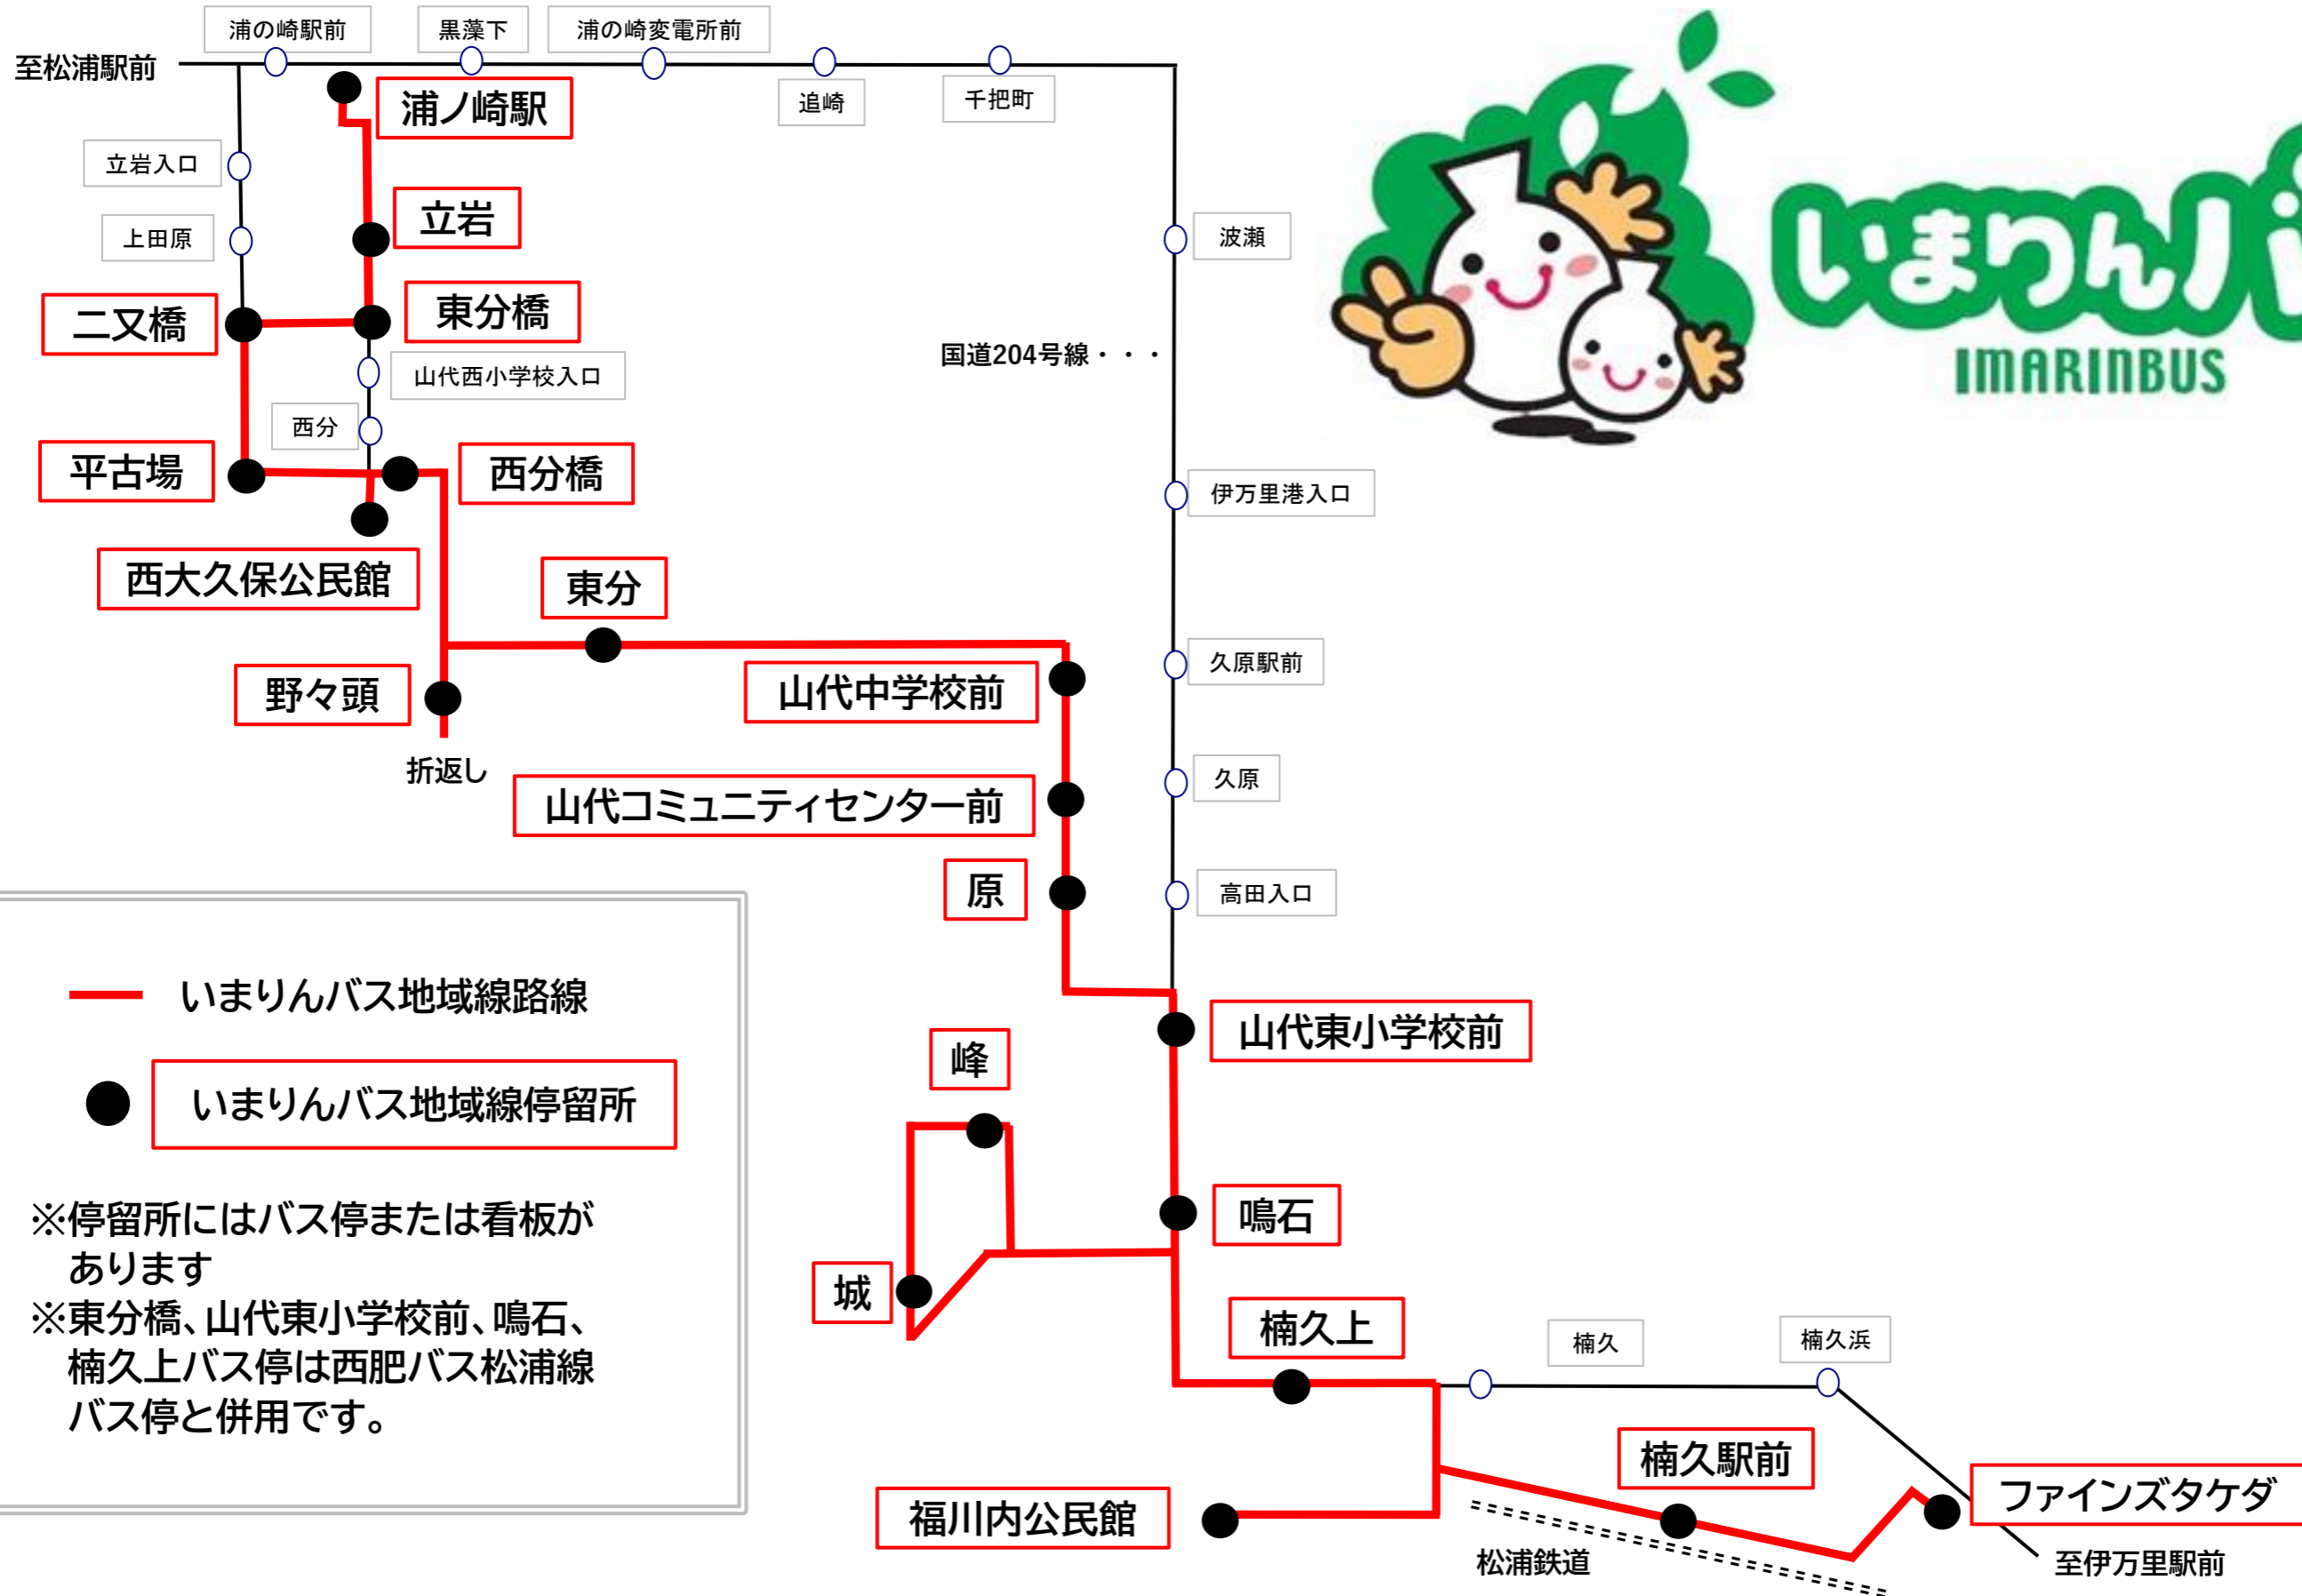 浦の崎駅前
黒藻下
浦の崎変電所前
至松浦駅前
浦ノ崎駅
追崎
千把町
立岩入口
立岩
上田原
波瀬
いまりんバ
IMARINBUS
二又橋
東分橋
国道204号線・・・
山代西小学校入口
西分
平古場
西分橋
伊万里港入口
西大久保公民館
東分
久原駅前
野々頭
山代中学校前
折返し
久原
山代コミュニティセンター前
原
高田入口
いまりんバス地域線路線
山代東小学校前
峰
いまりんバス地域線停留所
鳴石
※停留所にはバス停または看板が
あります
※東分橋、山代東小学校前、鳴石、
楠久上バス停は西肥バス松浦線
バス停と併用です。
城
楠久上
楠久
楠久浜
楠久駅前
ファインズタケダ
福川内公民館
松浦鉄道
至伊万里駅前